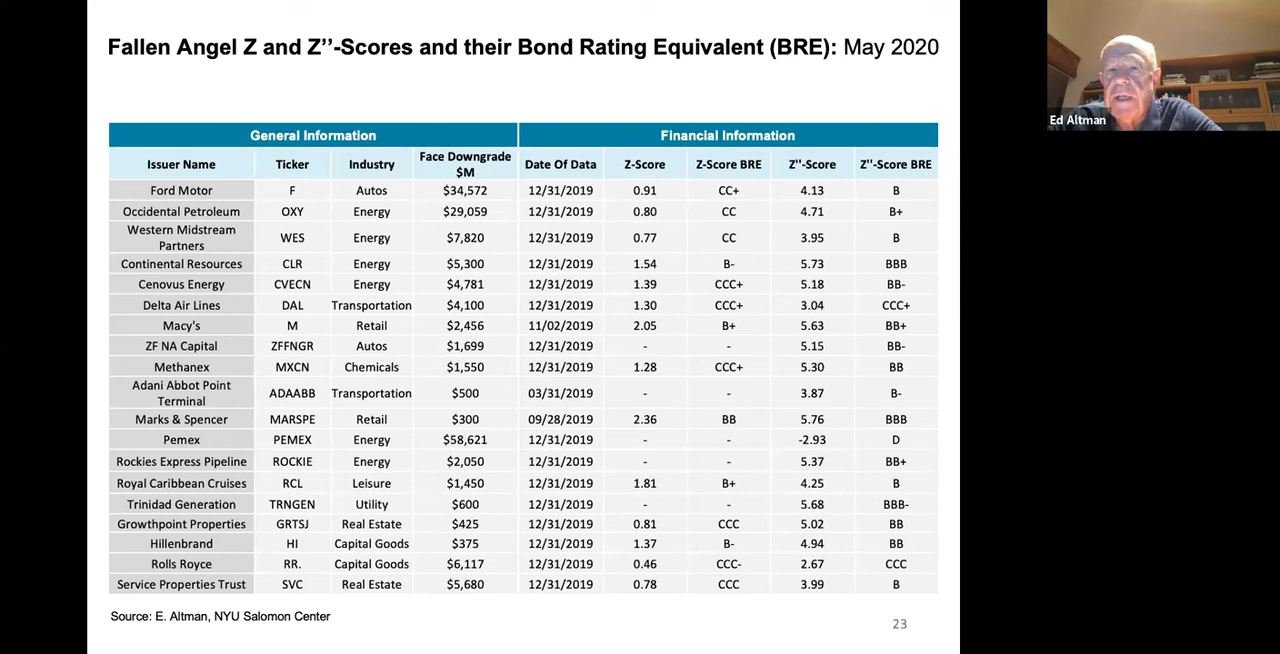 Fallen Angel Z and Z’’-Scores and their Bond Rating Equivalent (BRE): May 2020
Ed Altman
General Information Financial Information
Issuer Name Ticker Industry Face Downgrade $M Date Of Data Z-Score Z-Score BRE Z"-Score Z"-Score BRE
Ford Motor F Autos $34,572 12/31/2019 0.91 CC+ 4.13 B
Occidental Petroleum OXY Energy $29,059 12/31/2019 0.80 CC 4.71 B+
Western Midstream Partners WES Energy $7,820 12/31/2019 0.77 CC 3.95 B
Continental Resources CLR Energy $5,300 12/31/2019 1.54 B- 5.73 BBB
Cenovus Energy CVECN Energy $4,781 12/31/2019 1.39 CCC+ 5.18 BB-
Delta Air Lines DAL Transportation $4,100 12/31/2019 1.30 CCC+ 3.04 CCC+
Macy's M Retail $2,456 11/02/2019 2.05 B+ 5.63 BB+
ZF NA Capital ZFFNGR Autos $1,699 12/31/2019 - - 5.15 BB-
Methanex MXCN Chemicals $1,550 12/31/2019 1.28 CCC+ 5.30 BB
Adani Abbot Point Terminal ADAABB Transportation $500 03/31/2019 - - 3.87 B-
Marks & Spencer MARSPE Retail $300 09/28/2019 2.36 BB 5.76 BBB
Pemex PEMEX Energy $58,621 12/31/2019 - - -2.93 D
Rockies Express Pipeline ROCKIE Energy $2,050 12/31/2019 - - 5.37 BB+
Royal Caribbean Cruises RCL Leisure $1,450 12/31/2019 1.81 B+ 4.25 B
Trinidad Generation TRNGEN Utility $600 12/31/2019 - - 5.68 BBB-
Growthpoint Properties GRTSJ Real Estate $425 12/31/2019 0.81 CCC 5.02 BB
Hillenbrand HI Capital Goods $375 12/31/2019 1.37 B- 4.94 BB
Rolls Royce RR. Capital Goods $6,117 12/31/2019 0.46 CCC- 2.67 CCC
Service Properties Trust SVC Real Estate $5,680 12/31/2019 0.78 CCC 3.99 B
Source: E. Altman, NYU Salomon Center
23